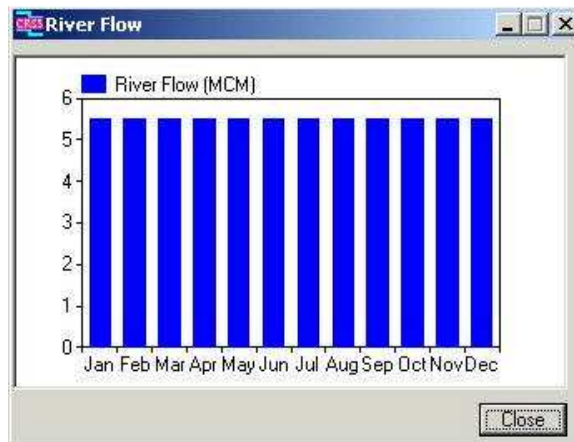 CRSS River Flow
River Flow (MCM)
6
5
4
3
2
1
0
Jan Feb Mar Apr May Jun Jul Aug Sep Oct Nov Dec
Close